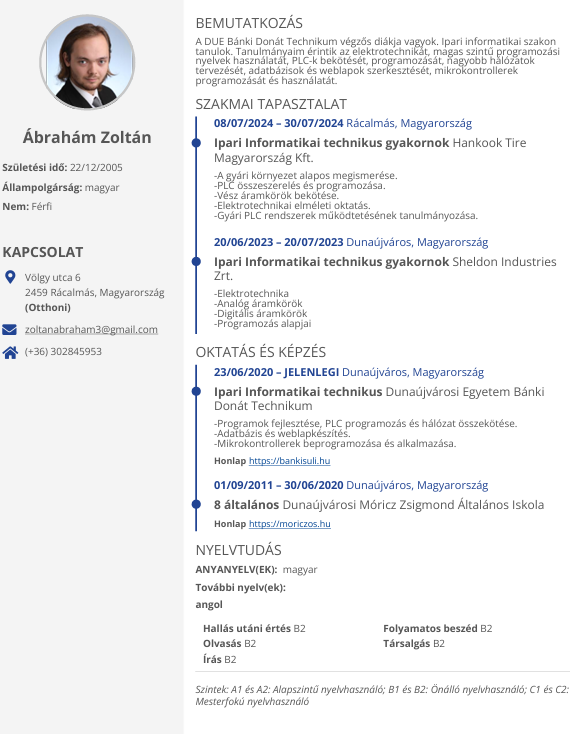 Ábrahám Zoltán
Születési idő: 22/12/2005
Állampolgárság: magyar
Nem: Férfi
KAPCSOLAT
Völgy utca 6
2459 Rácalmás, Magyarország
(Otthoni)
zoltanabraham3@gmail.com
(+36) 302845953
BEMUTATKOZÁS
A DUE Bánki Donát Technikum végzős diákja vagyok. Ipari informatikai szakon
tanulok. Tanulmányaim érintik az elektrotechnikát, magas szintű programozási
nyelvek használatát, PLC-k bekötését, programozását, nagyobb hálózatok
tervezését, adatbázisok és weblapok szerkesztését, mikrokontrollerek
programozását és használatát.
SZAKMAI TAPASZTALAT
08/07/2024 – 30/07/2024 Rácalmás, Magyarország
Ipari Informatikai technikus gyakornok Hankook Tire
Magyarország Kft.
-A gyári környezet alapos megismerése.
-PLC összeszerelés és programozása.
-Vész áramkörök bekötése.
-Elektrotechnikai elméleti oktatás.
-Gyári PLC rendszerek működtetésének tanulmányozása.
20/06/2023 – 20/07/2023 Dunaújváros, Magyarország
Ipari Informatikai technikus gyakornok Sheldon Industries
Zrt.
-Elektrotechnika
-Analóg áramkörök
-Digitális áramkörök
-Programozás alapjai
OKTATÁS ÉS KÉPZÉS
23/06/2020 – JELENLEGI Dunaújváros, Magyarország
Ipari Informatikai technikus Dunaújvárosi Egyetem Bánki
Donát Technikum
-Programok fejlesztése, PLC programozás és hálózat összekötése.
-Adatbázis és weblapkészítés.
-Mikrokontrollerek beprogramozása és alkalmazása.
Honlap https://bankisuli.hu
01/09/2011 – 30/06/2020 Dunaújváros, Magyarország
8 általános Dunaújvárosi Móricz Zsigmond Általános Iskola
Honlap https://moriczos.hu
NYELVTUDÁS
ANYANYELV(EK): magyar
További nyelv(ek):
angol
Hallás utáni értés B2
Folyamatos beszéd B2
Olvasás B2
Társalgás B2
Írás B2
Szintek: A1 és A2: Alapszintű nyelvhasználó; B1 és B2: Önálló nyelvhasználó; C1 és C2:
Mesterfokú nyelvhasználó